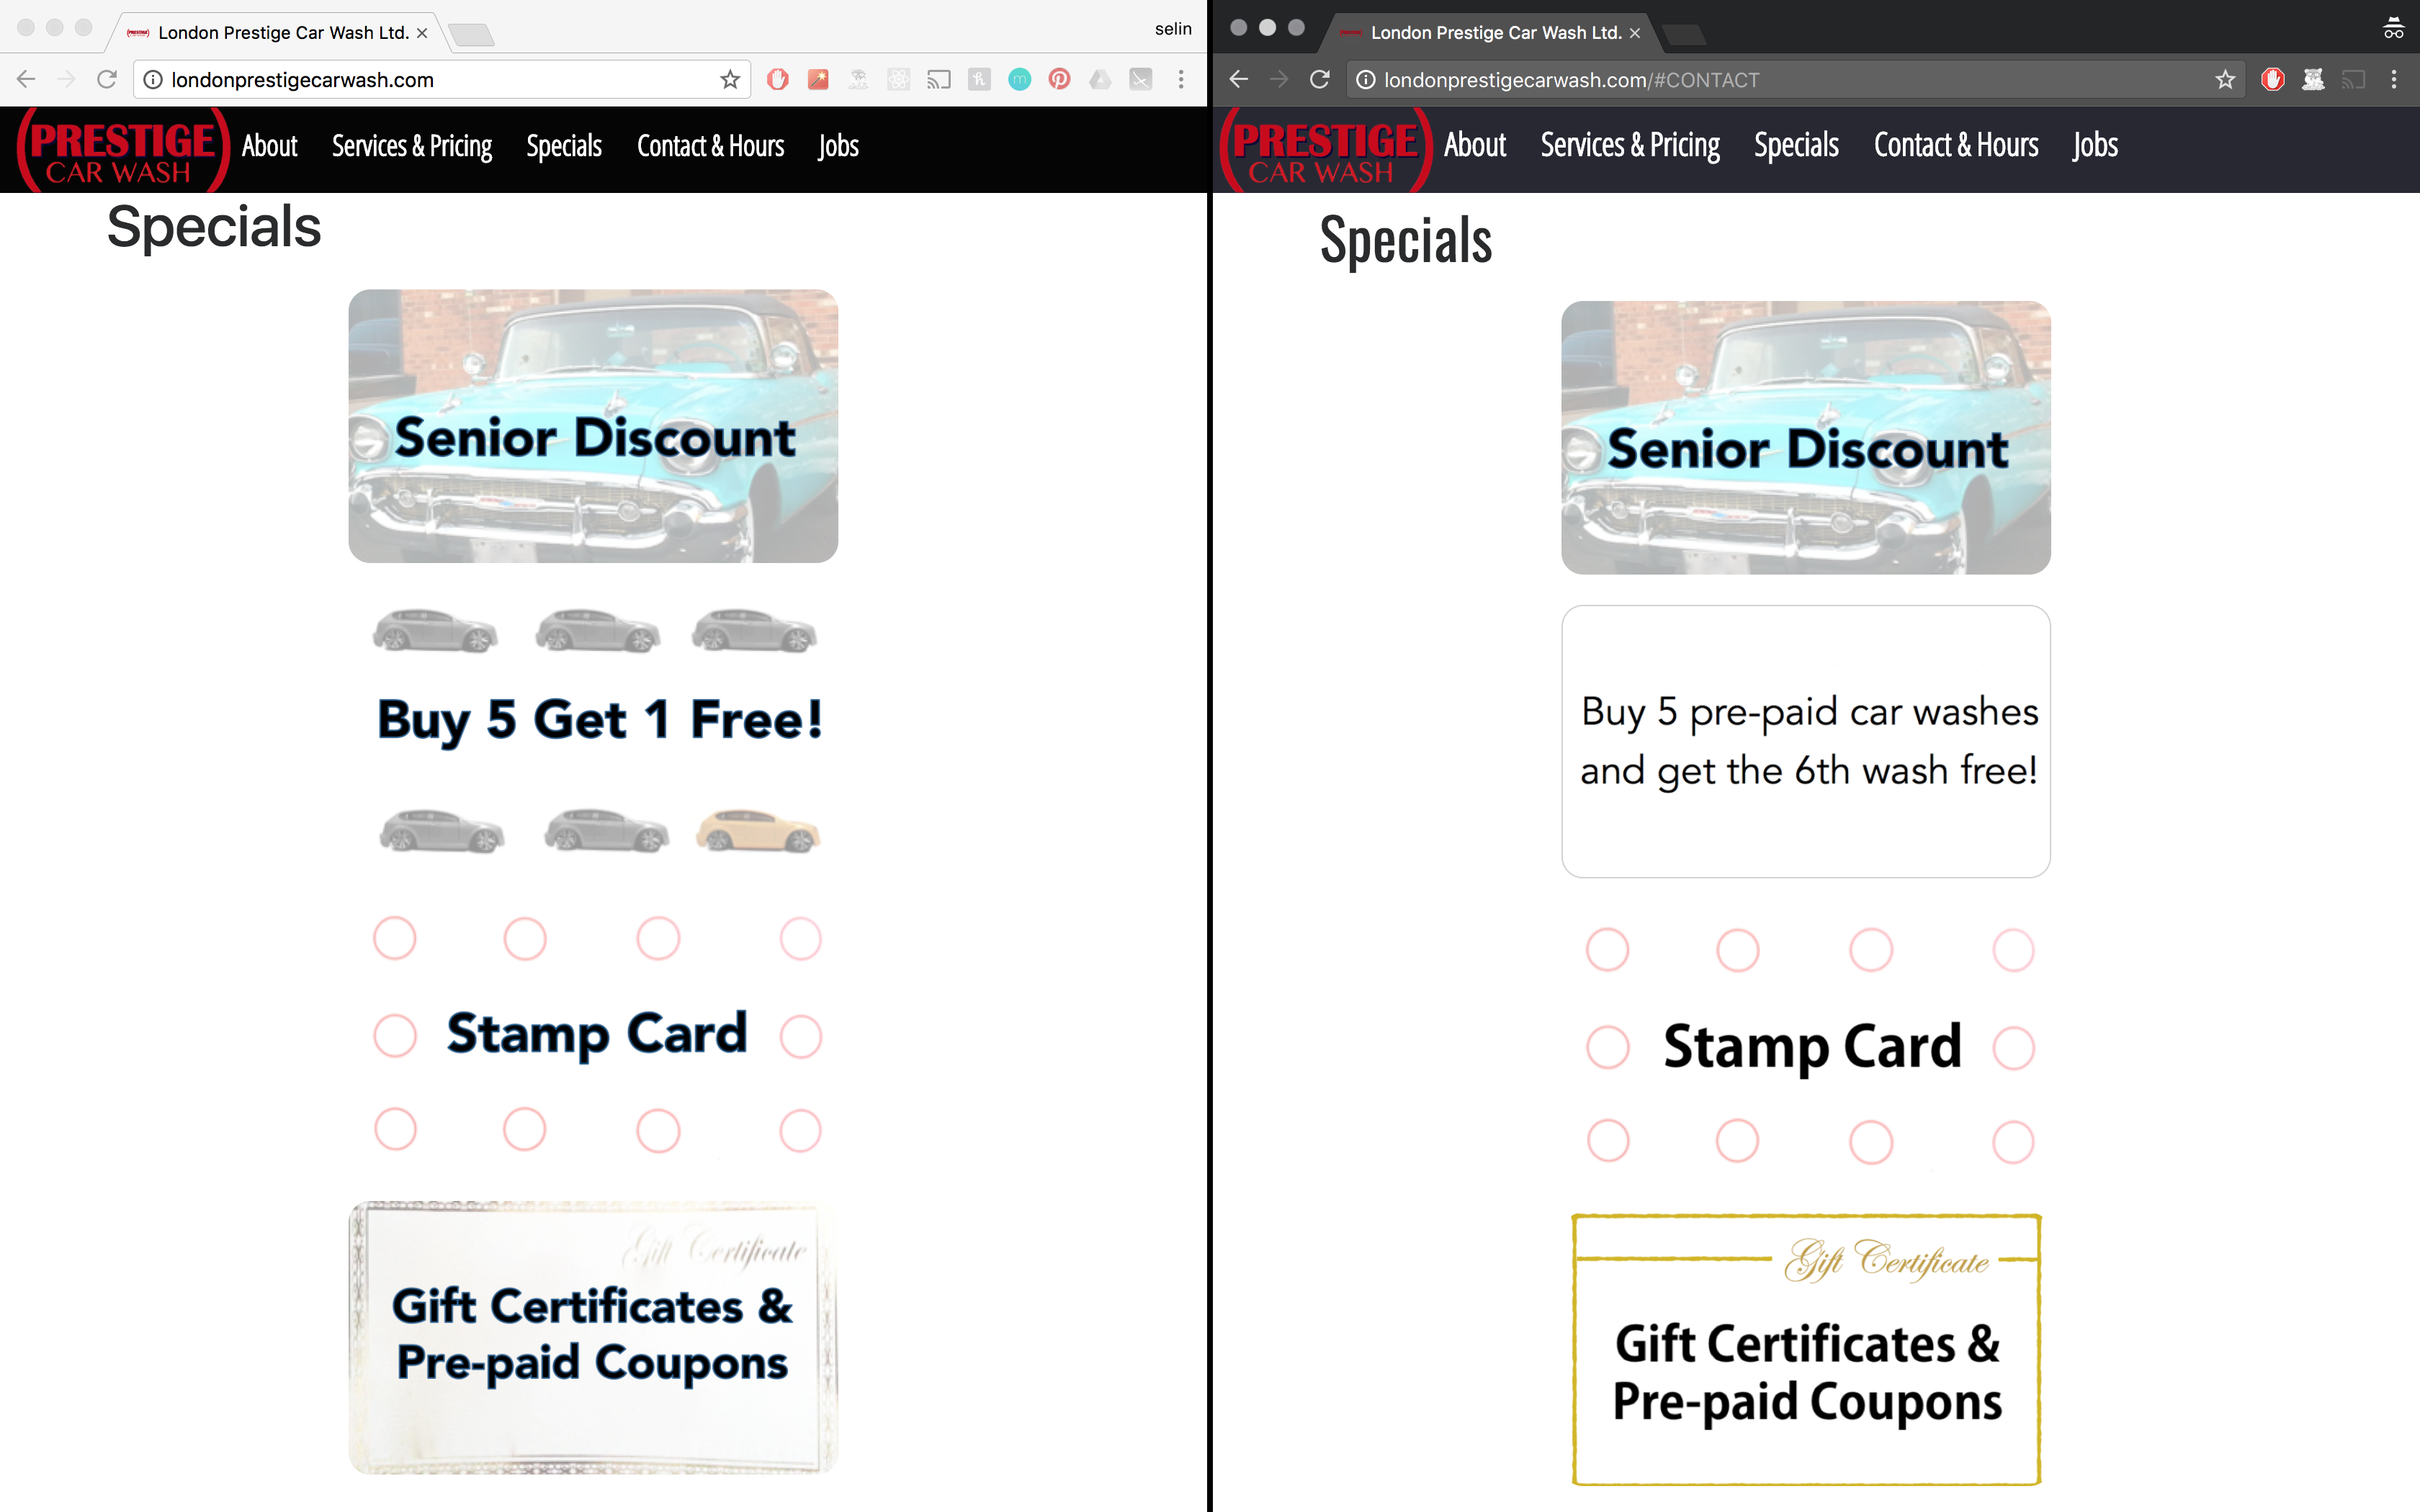 London Prestige Car Wash Ltd.
selin
londonprestigecarwash.com
(PRESTIGE)
CAR WASH
About
Services & Pricing
Specials
Contact & Hours
Jobs
Specials
Senior Discount
Buy 5 Get 1 Free!
Stamp Card
Gift Certificate
Gift Certificates &
Pre-paid Coupons
London Prestige Car Wash Ltd.
londonprestigecarwash.com/#CONTACT
(PRESTIGE)
CAR WASH
About
Services & Pricing
Specials
Contact & Hours
Jobs
Specials
Senior Discount
Buy 5 pre-paid car washes
and get the 6th wash free!
Stamp Card
Gift Certificate
Gift Certificates &
Pre-paid Coupons